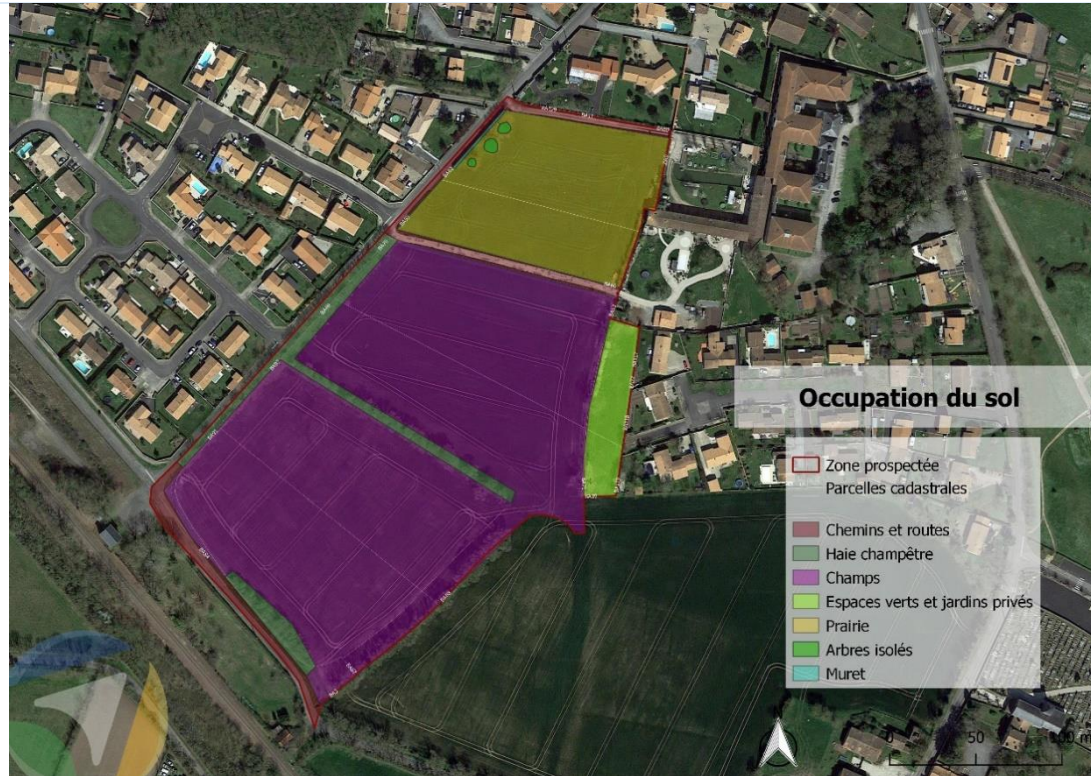 Occupation du sol
Zone prospectée
Parcelles cadastrales
Chemins et routes
Haie champêtre
Champs
Espaces verts et jardins privés
Prairie
Arbres isolés
Muret
0 50 100 m